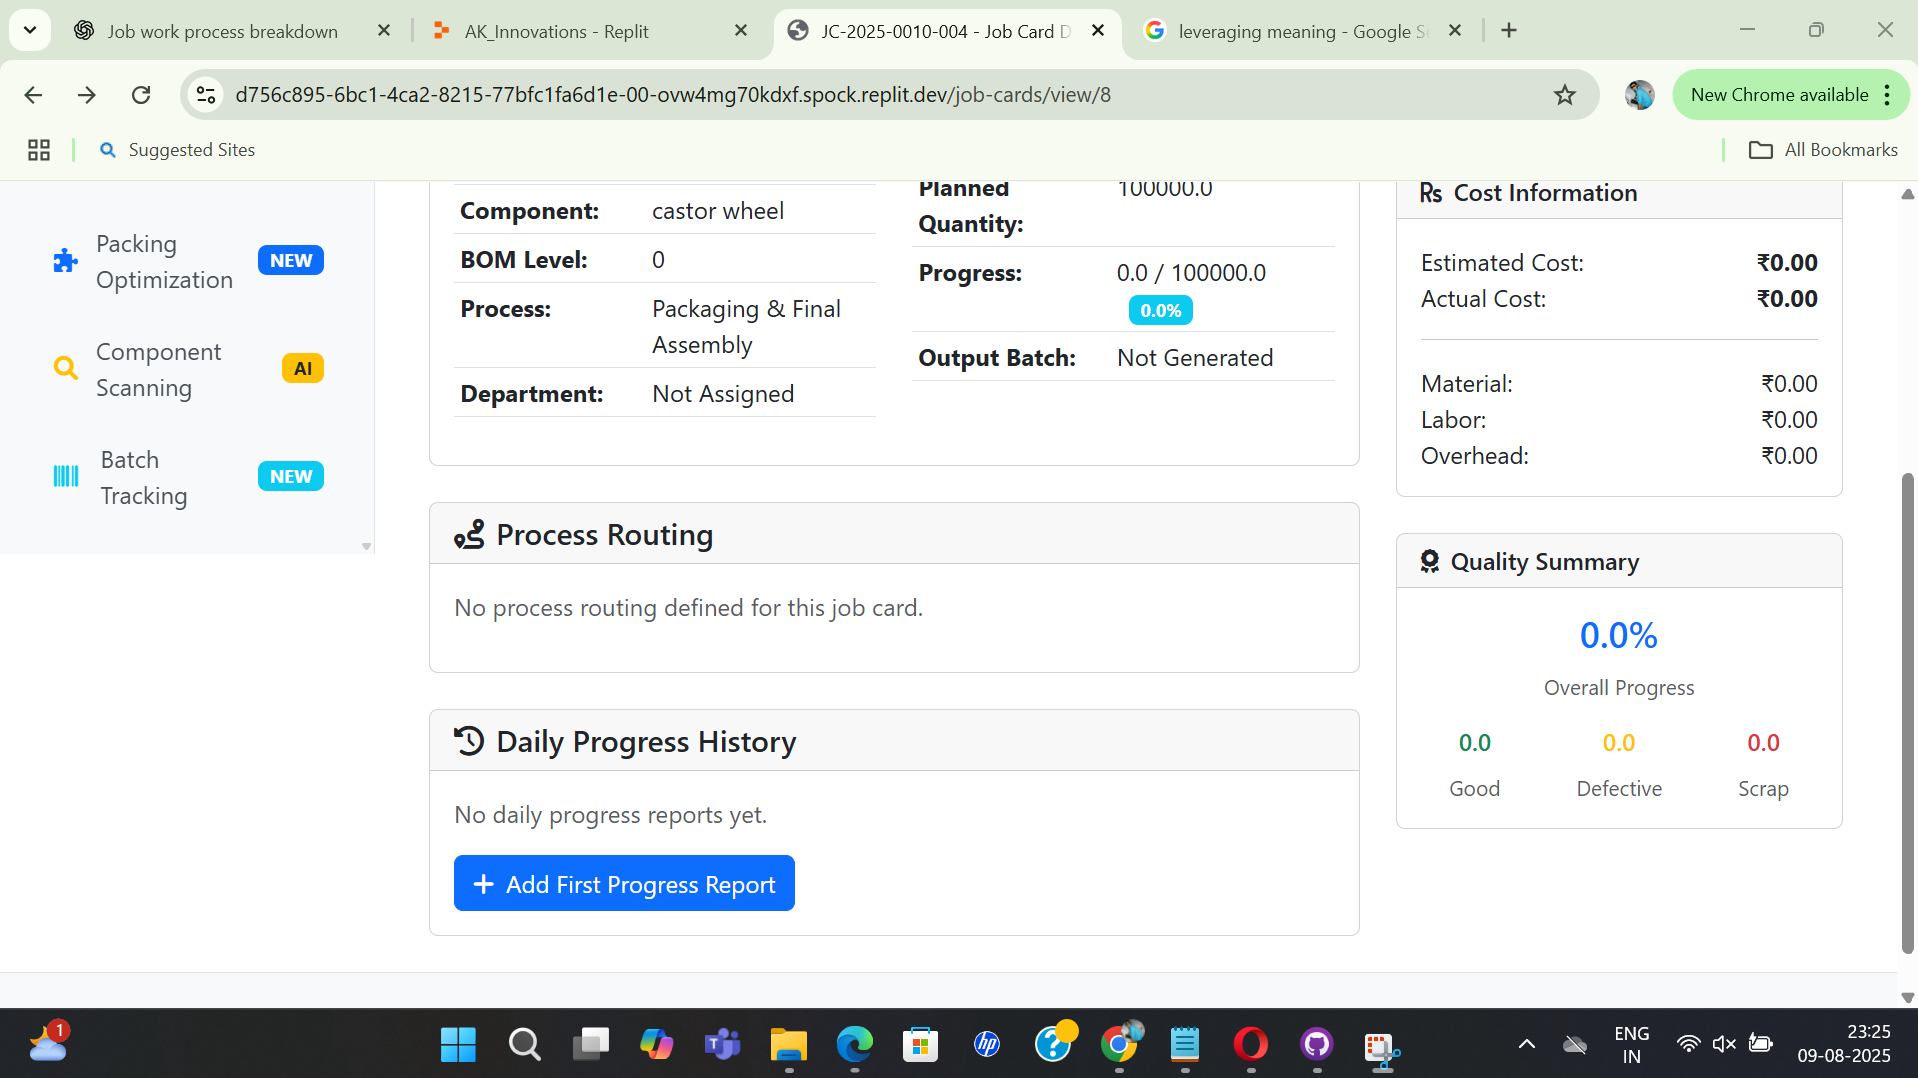 Job work process breakdown
AK_Innovations - Replit
JC-2025-0010-004 - Job Card D
leveraging meaning - Google S
d756c895-6bc1-4ca2-8215-77bfc1fa6d1e-00-ovw4mg70kdxf.spock.replit.dev/job-cards/view/8
New Chrome available
Suggested Sites
All Bookmarks
Packing
Optimization
NEW
Component
Scanning
AI
Batch
Tracking
NEW
Component: castor wheel
BOM Level: 0
Process: Packaging & Final
Assembly
Department: Not Assigned
Planned 100000.0
Quantity:
Progress: 0.0 / 100000.0
0.0%
Output Batch: Not Generated
Process Routing
No process routing defined for this job card.
Daily Progress History
No daily progress reports yet.
+ Add First Progress Report
Rs Cost Information
Estimated Cost: ₹0.00
Actual Cost: ₹0.00
Material: ₹0.00
Labor: ₹0.00
Overhead: ₹0.00
Quality Summary
0.0%
Overall Progress
0.0 0.0 0.0
Good Defective Scrap
1
hp
ENG
IN
23:25
09-08-2025